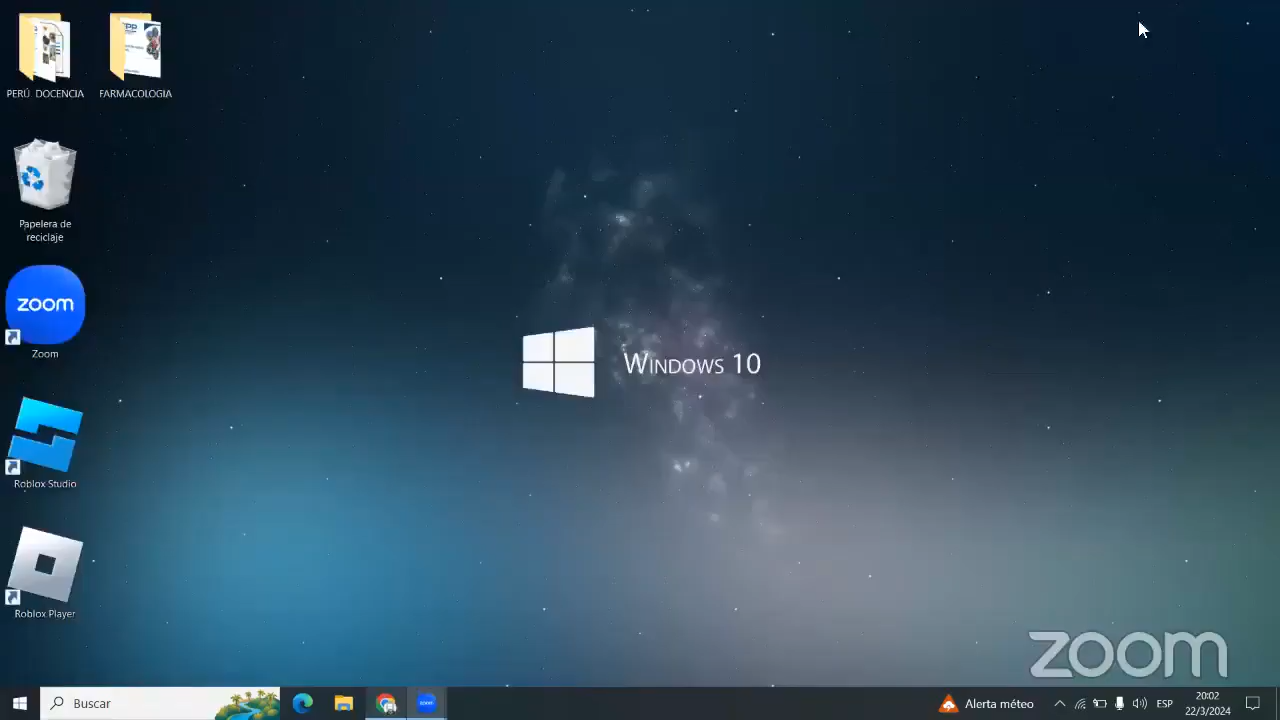 PERÚ DOCENCIA
FARMACOLOGIA
Papelera de
reciclaje
zoom
Zoom
Roblox Studio
Roblox Player
WINDOWS 10
zoom
Buscar
zoom
Alerta méteo
ESP
20:02
22/3/2024